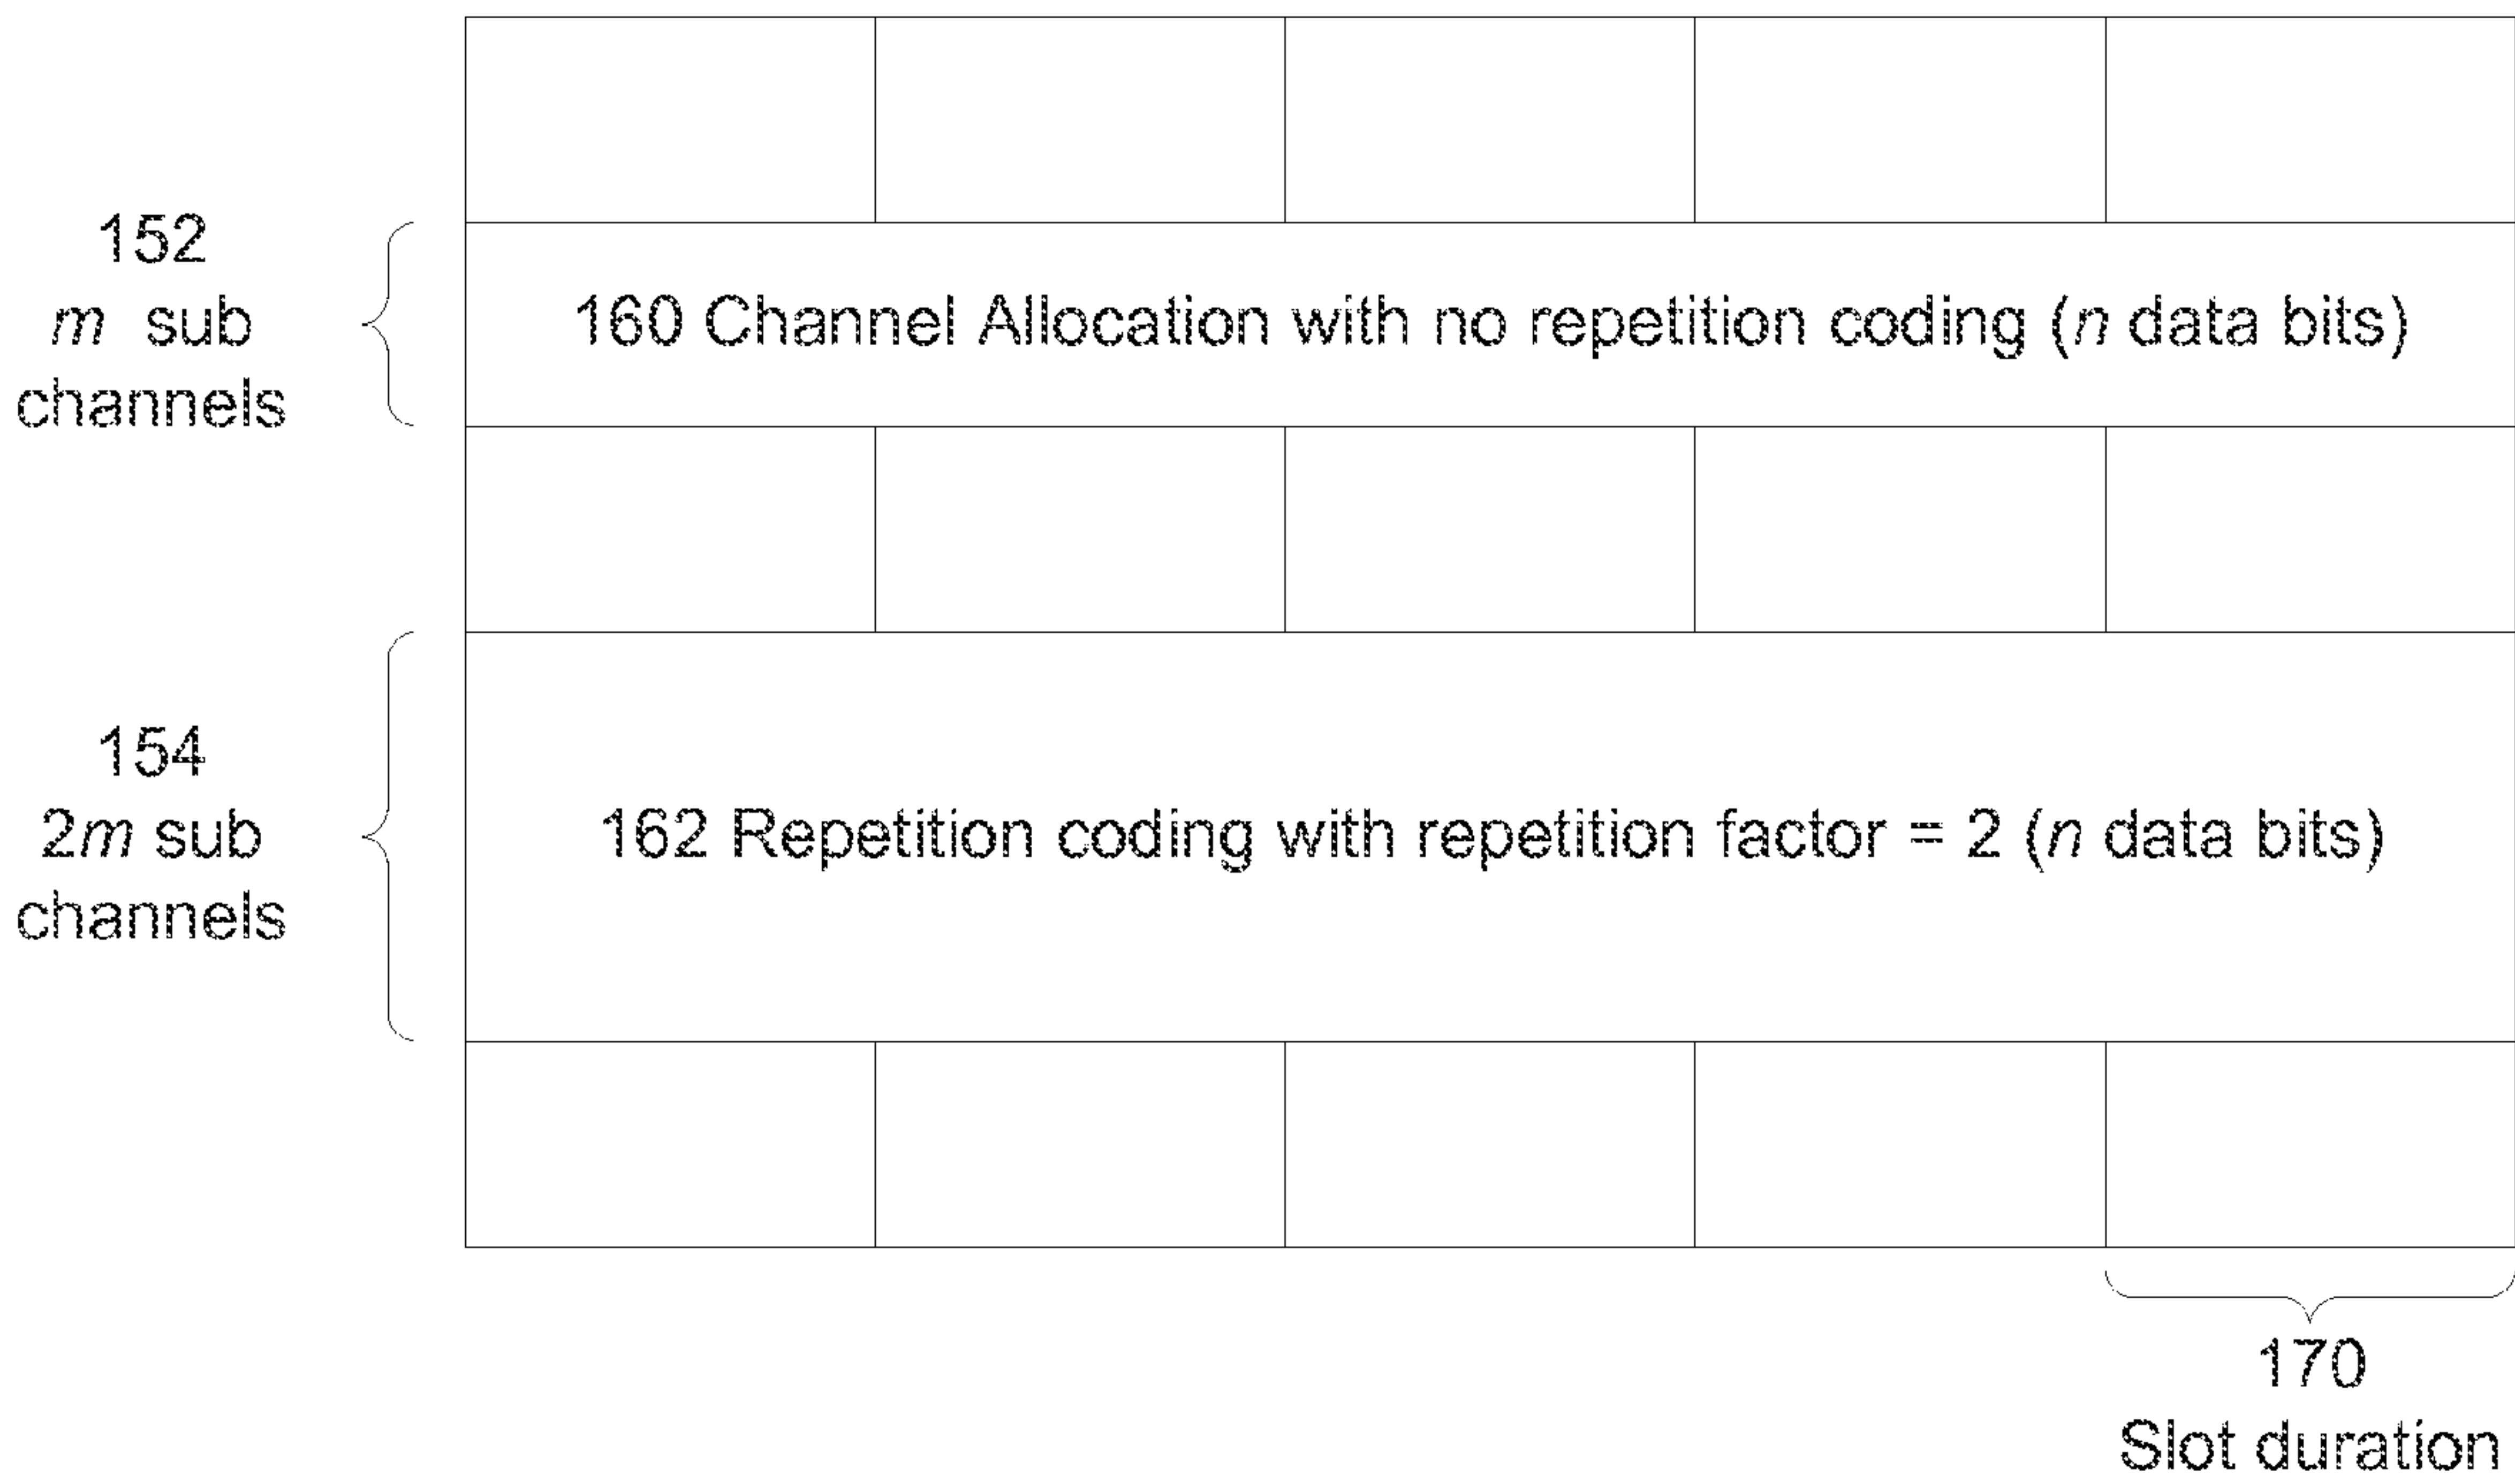 152
m sub
channels
160 Channel Allocation with no repetition coding (n data bits)
154
2m sub
channels
162 Repetition coding with repetition factor = 2 (n data bits)
170
Slot duration